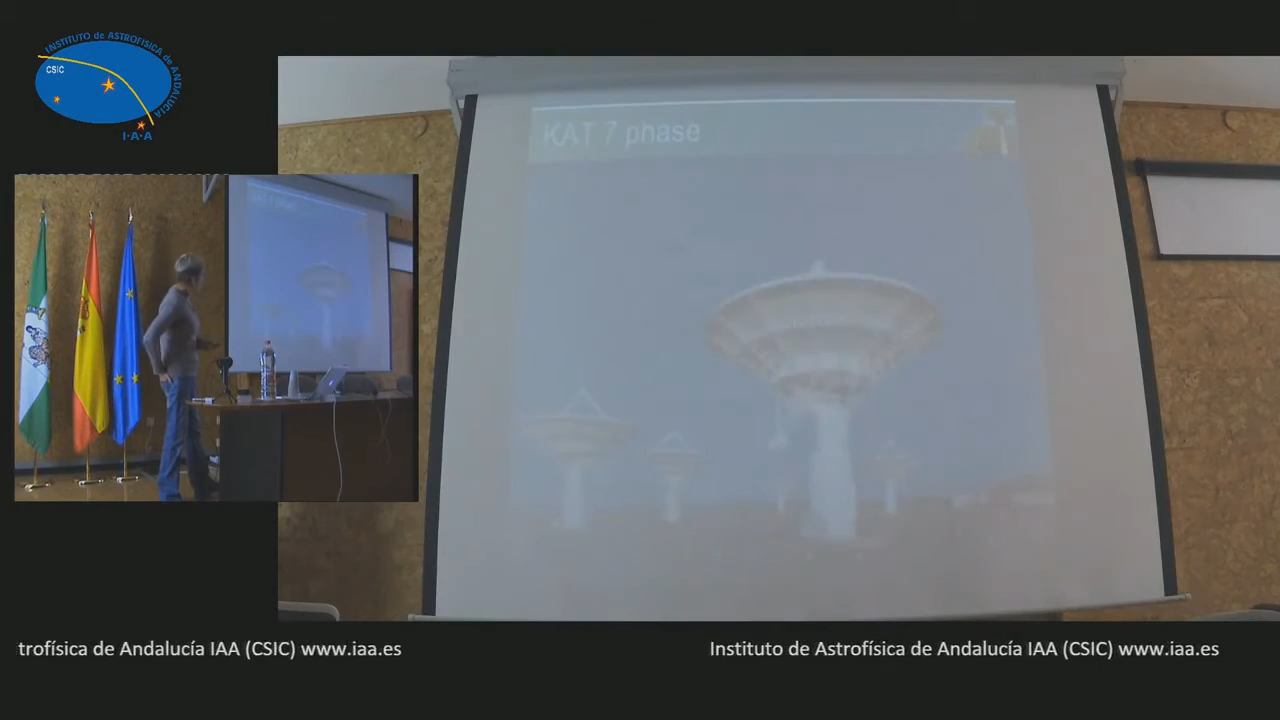 INSTITUTO de ASTROFÍSICA de ANDALUCÍA
CSIC
I·A·A
KAT 7 phase
trofísica de Andalucía IAA (CSIC) www.iaa.es
Instituto de Astrofísica de Andalucía IAA (CSIC) www.iaa.es